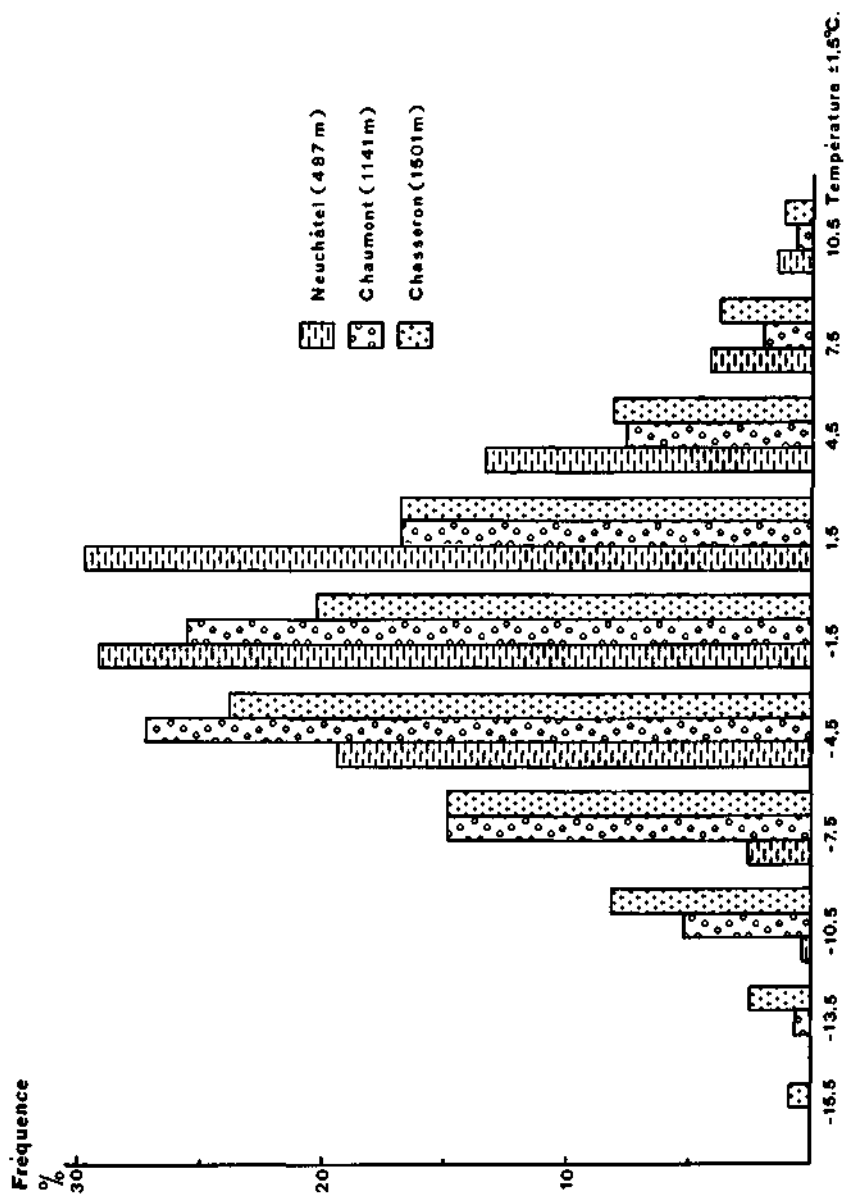 Fréquence
%
30
20
10
Neuchâtel (487 m)
Chaumont (1141 m)
Chasseron (1501 m)
-15.5 -13.5 -10.5 -7.5 -4.5 -1.5 1.5 4.5 7.5 10.5 Température ±1,5°C.